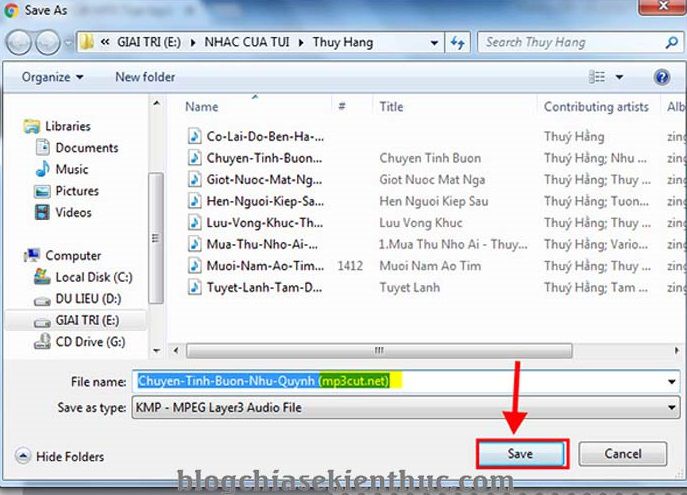 Save As
« GIAI TRI (E:) ▸ NHAC CUA TUI ▸ Thuy Hang
Search Thuy Hang
Organize New folder
Name # Title Contributing artists Alb
Libraries
Documents
Music
Pictures
Videos
Computer
Local Disk (C:)
DU LIEU (D:)
GIAI TRI (E:)
CD Drive (G:)
Co-Lai-Do-Ben-Ha-... Thuý Hằng zing
Chuyen-Tinh-Buon... Chuyen Tinh Buon Thuý Hằng; Nhu ... zing
Giot-Nuoc-Mat-Ng... Giot Nuoc Mat Nga Thuý Hằng; Thuy ... zing
Hen-Nguoi-Kiep-Sa... Hen Nguoi Kiep Sau Thuý Hằng; Tuon... zing
Luu-Vong-Khuc-Th... Luu Vong Khuc Thuý Hằng; Thuy ... zing
Mua-Thu-Nho-Ai-... 1.Mua Thu Nho Ai - Thuy... Thuý Hằng; Vario... zing
Muoi-Nam-Ao-Tim... 1412 Muoi Nam Ao Tim Thuý Hằng; Thuy ... zing
Tuyet-Lanh-Tam-D... Tuyet Lanh Thuý Hằng; Tam ... zing
File name: Chuyen-Tinh-Buon-Nhu-Quynh (mp3cut.net)
Save as type: KMP - MPEG Layer3 Audio File
Hide Folders Save Cancel
blogchiasekienthuc.com